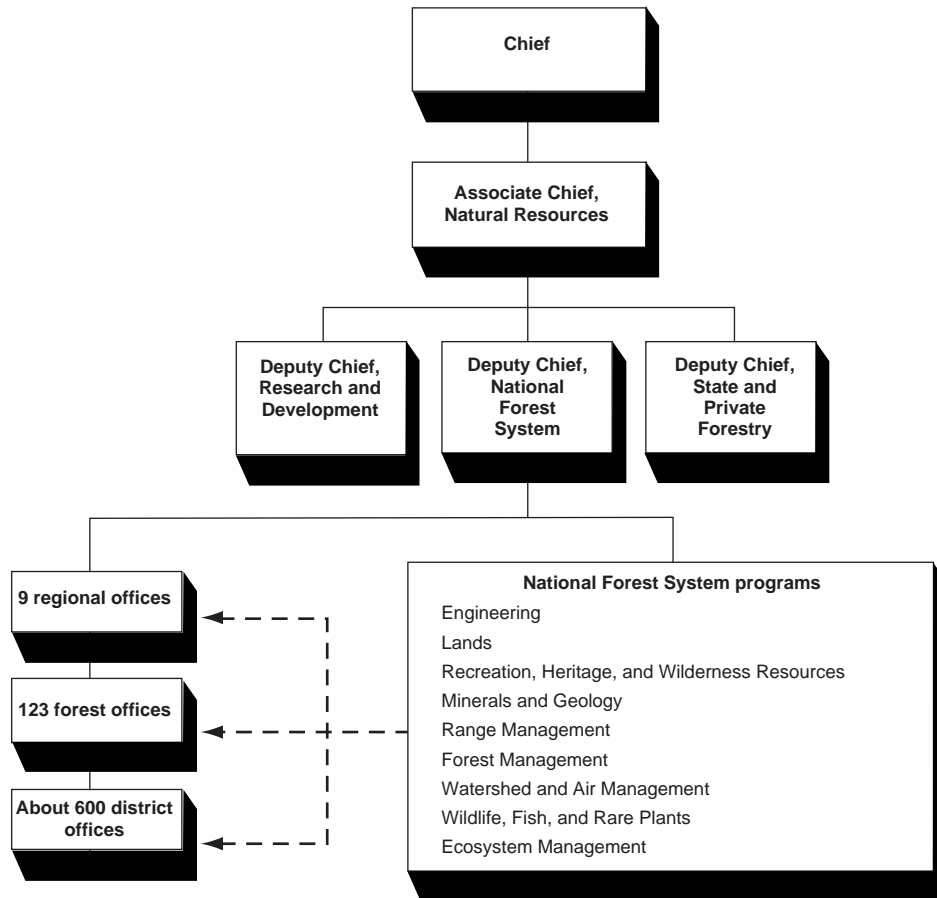 Chief
Associate Chief,
Natural Resources
Deputy Chief,
Research and
Development
Deputy Chief,
National
Forest
System
Deputy Chief,
State and
Private
Forestry
9 regional offices
123 forest offices
About 600 district
offices
National Forest System programs
Engineering
Lands
Recreation, Heritage, and Wilderness Resources
Minerals and Geology
Range Management
Forest Management
Watershed and Air Management
Wildlife, Fish, and Rare Plants
Ecosystem Management